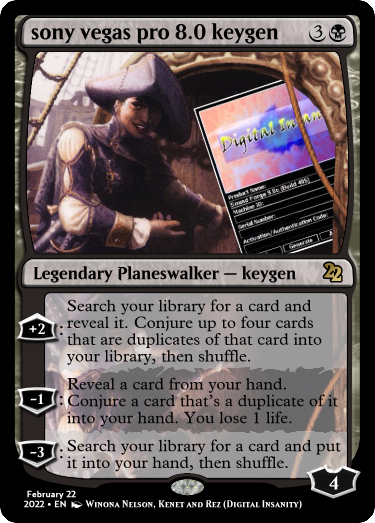 sony vegas pro 8.0 keygen 3
Digital Insan
Product Name:
Sound Forge 9.0c (Build 405)
Machine ID:
Serial Number:
Activation/Authentication Code:
Generate
Legendary Planeswalker — keygen
Search your library for a card and
reveal it. Conjure up to four cards
+2: that are duplicates of that card into
your library, then shuffle.
Reveal a card from your hand.
-1: Conjure a card that's a duplicate of it
into your hand. You lose 1 life.
-3: Search your library for a card and put
it into your hand, then shuffle.
4
February 22
2022 • EN Winona Nelson, Kenet and Rez (Digital Insanity)